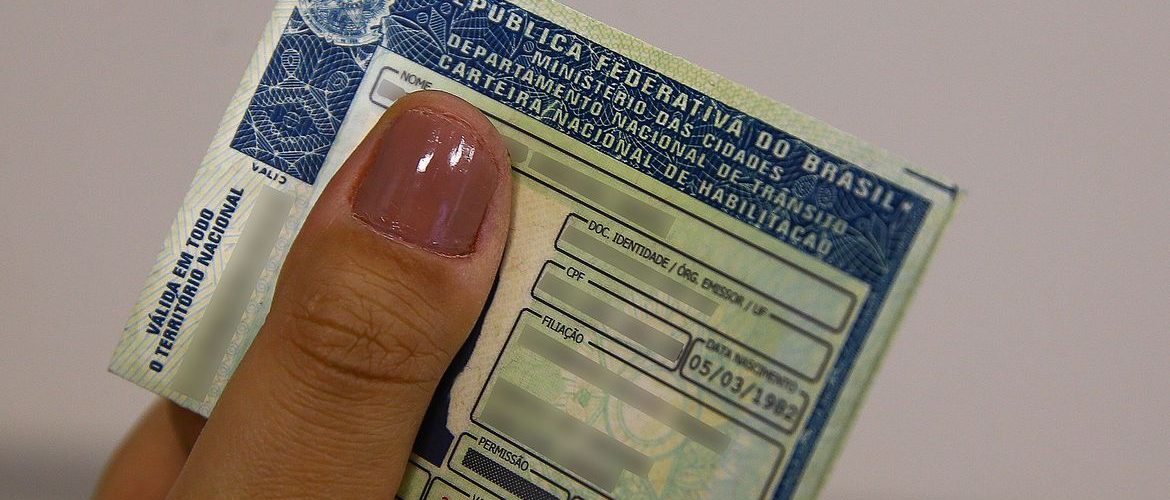 REPÚBLICA FEDERATIVA DO BRASIL
MINISTÉRIO DAS CIDADES
DEPARTAMENTO NACIONAL DE TRÂNSITO
CARTEIRA NACIONAL DE HABILITAÇÃO
NOME
DOC. IDENTIDADE / ÓRG. EMISSOR / UF
CPF
DATA NASCIMENTO
05/03/1982
FILIAÇÃO
PERMISSÃO
VÁLIDA EM TODO
O TERRITÓRIO NACIONAL